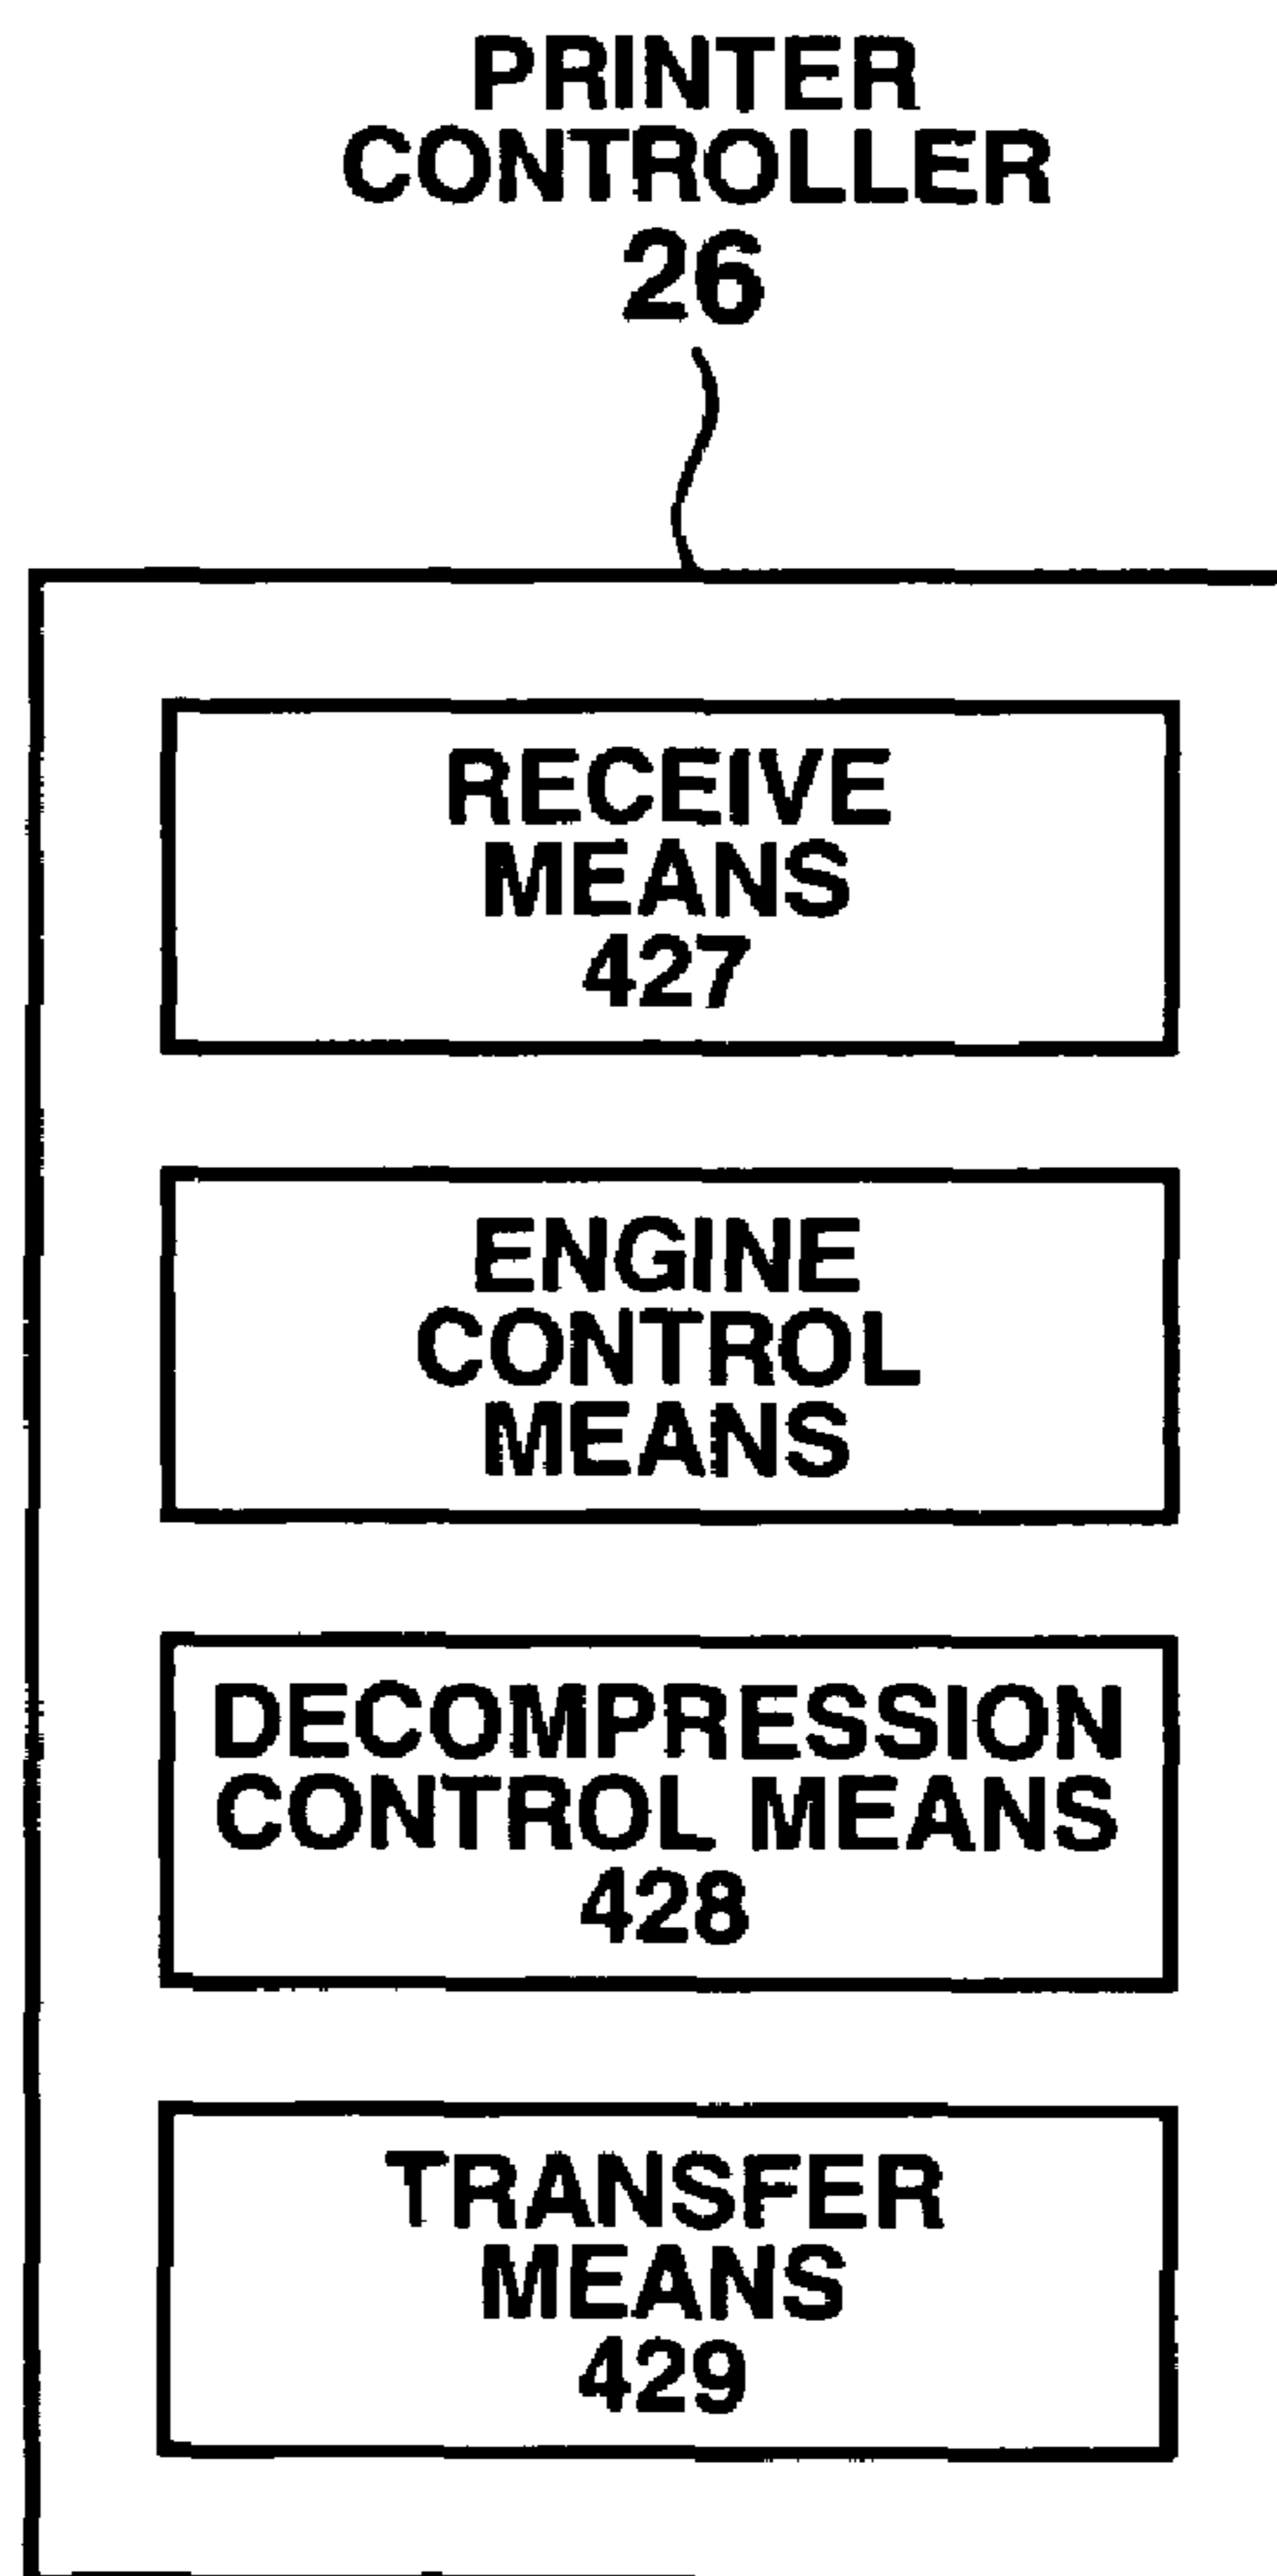 PRINTER
CONTROLLER
26
RECEIVE
MEANS
427
ENGINE
CONTROL
MEANS
DECOMPRESSION
CONTROL MEANS
428
TRANSFER
MEANS
429